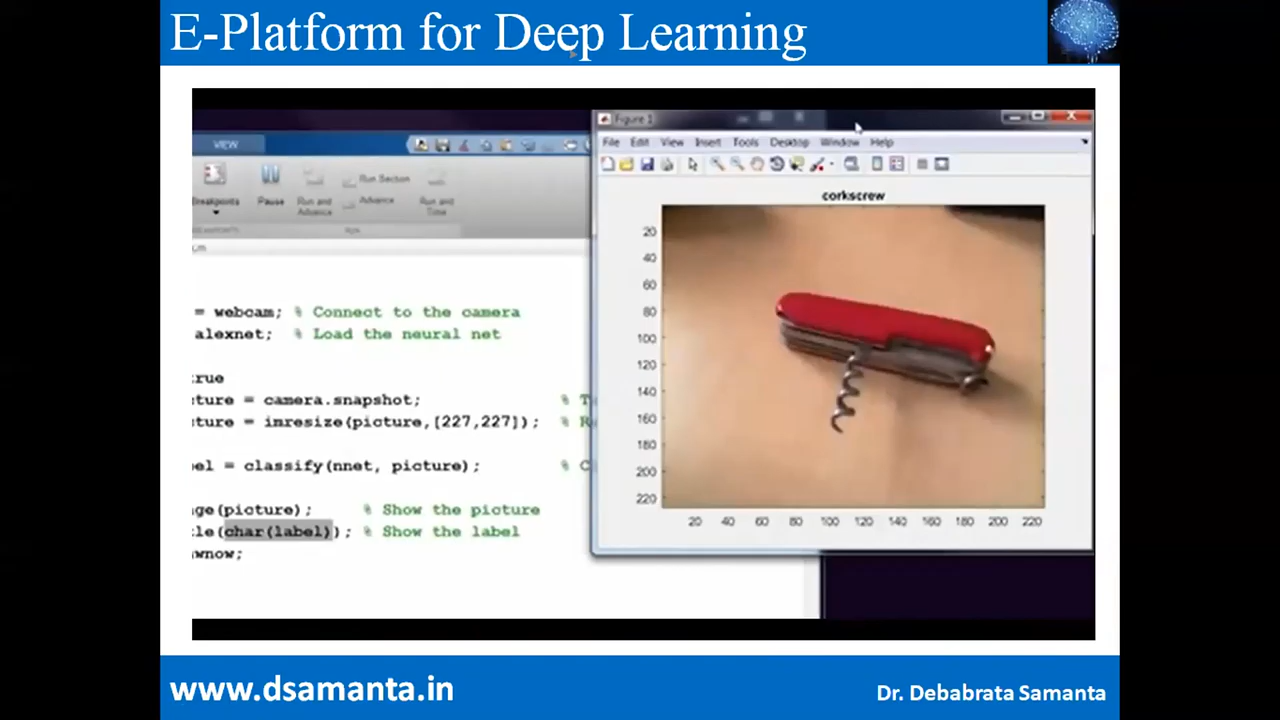 E-Platform for Deep Learning
VIEW
Breakpoints
Pause
Run and
Advance
Run Section
Advance
Run and
Time
= webcam; % Connect to the camera
alexnet; % Load the neural net
rue
cture = camera.snapshot; % T
cture = imresize(picture,[227,227]); % R
el = classify(nnet, picture); % C
ge(picture); % Show the picture
le(char(label)); % Show the label
wnow;
Figure 1
File Edit View Insert Tools Desktop Window Help
corkscrew
20
40
60
80
100
120
140
160
180
200
220
20 40 60 80 100 120 140 160 180 200 220
www.dsamanta.in
Dr. Debabrata Samanta